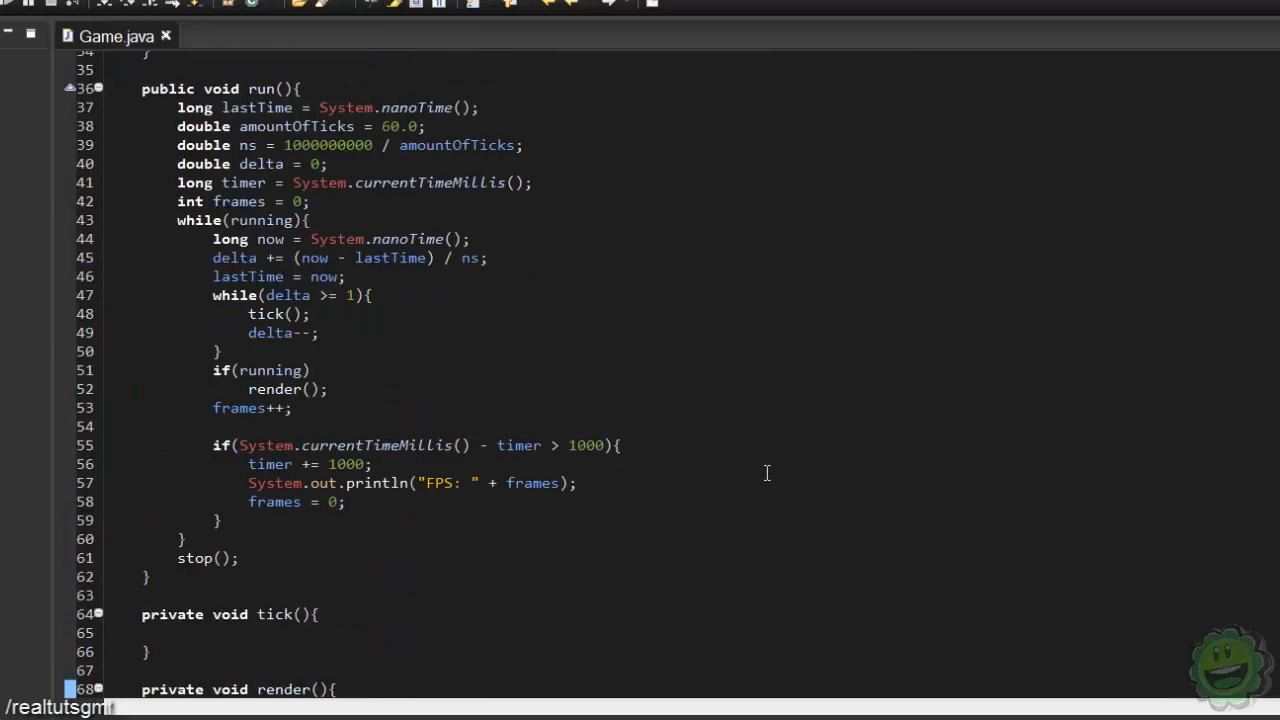 Game.java
34 }
35
36 public void run(){
37 long lastTime = System.nanoTime();
38 double amountOfTicks = 60.0;
39 double ns = 1000000000 / amountOfTicks;
40 double delta = 0;
41 long timer = System.currentTimeMillis();
42 int frames = 0;
43 while(running){
44 long now = System.nanoTime();
45 delta += (now - lastTime) / ns;
46 lastTime = now;
47 while(delta >= 1){
48 tick();
49 delta--;
50 }
51 if(running)
52 render();
53 frames++;
54
55 if(System.currentTimeMillis() - timer > 1000){
56 timer += 1000;
57 System.out.println("FPS: " + frames);
58 frames = 0;
59 }
60 }
61 stop();
62 }
63
64 private void tick(){
65
66 }
67
68 private void render(){
/realtutsgml